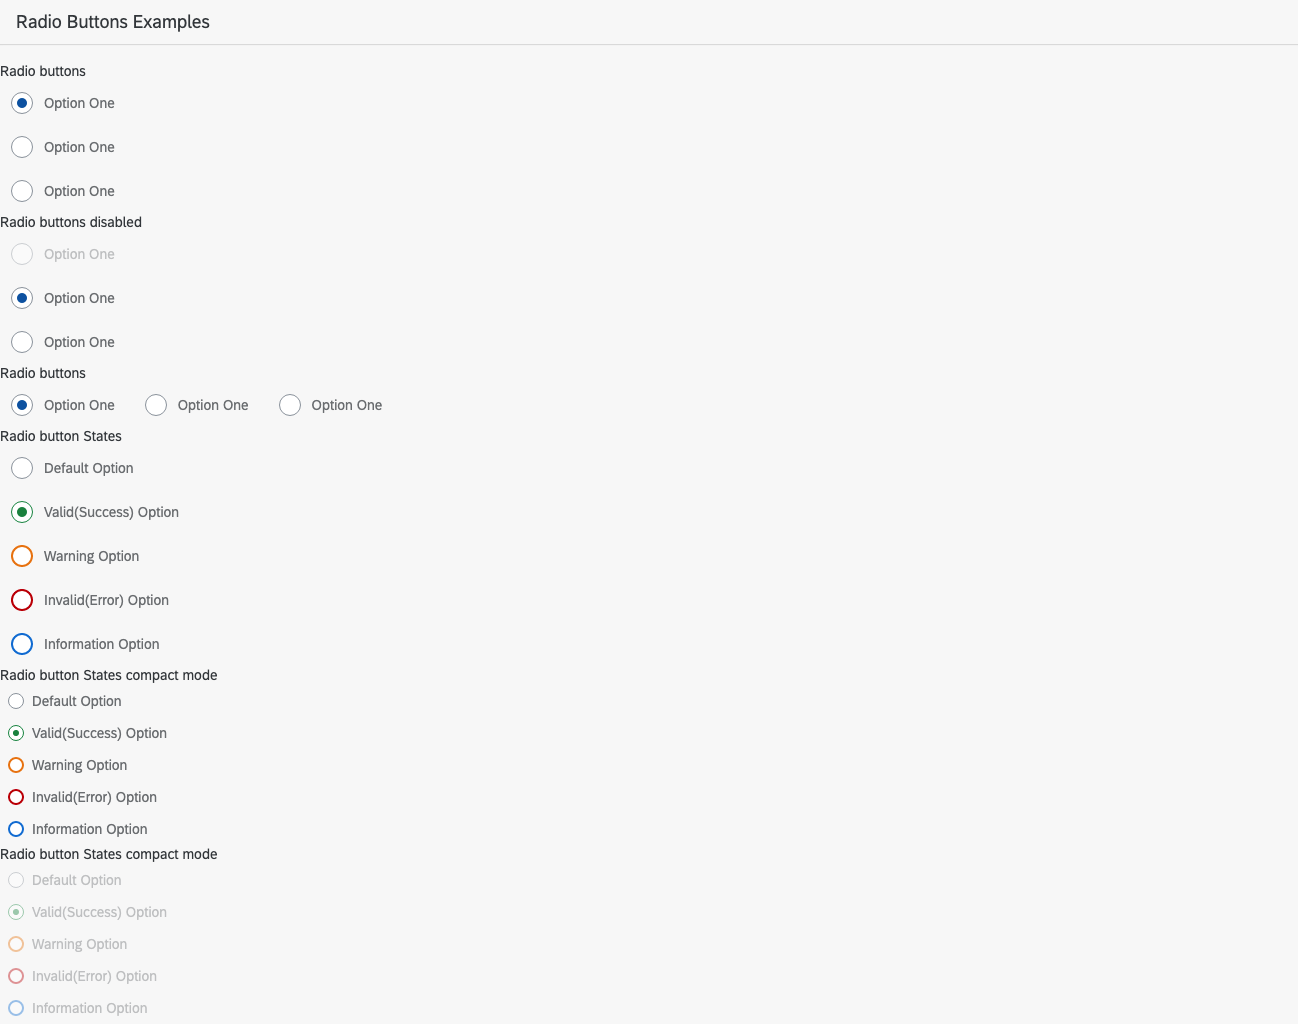 Radio Buttons Examples
Radio buttons
Option One
Option One
Option One
Radio buttons disabled
Option One
Option One
Option One
Radio buttons
Option One Option One Option One
Radio button States
Default Option
Valid(Success) Option
Warning Option
Invalid(Error) Option
Information Option
Radio button States compact mode
Default Option
Valid(Success) Option
Warning Option
Invalid(Error) Option
Information Option
Radio button States compact mode
Default Option
Valid(Success) Option
Warning Option
Invalid(Error) Option
Information Option